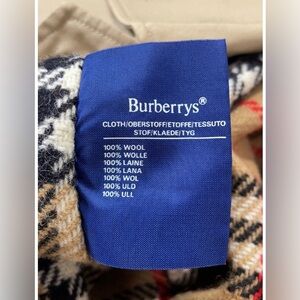 Burberrys®
CLOTH/OBERSTOFF/ETOFFE/TESSUTO
STOF/KLAEDE/TYG
100% WOOL
100% WOLLE
100% LAINE
100% LANA
100% WOL
100% ULD
100% ULL